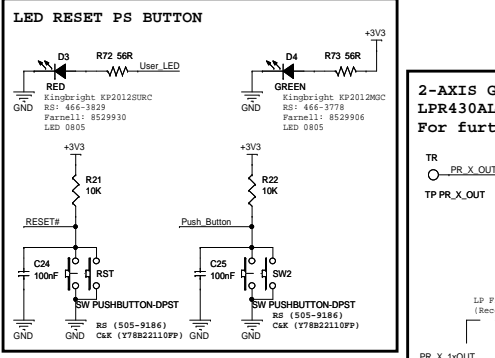 LED RESET PS BUTTON
+3V3
D3
R72 56R
User_LED
D4
R73 56R
GND
RED
Kingbright KP2012SURC
RS: 466-3829
Farnell: 8529930
LED 0805
GND
GREEN
Kingbright KP2012MGC
RS: 466-3778
Farnell: 8529906
LED 0805
+3V3
+3V3
R21
10K
R22
10K
RESET#
Push_Button
C24
100nF
RST
C25
100nF
SW2
SW PUSHBUTTON-DPST
SW PUSHBUTTON-DPST
RS (505-9186)
C&K (Y78B22110FP)
RS (505-9186)
C&K (Y78B22110FP)
GND
GND
GND
GND
2-AXIS G
LPR430AL
For furt
TR
PR_X_OUT
TP PR_X_OUT
LP F
(Reco
PR_X_1xOUT